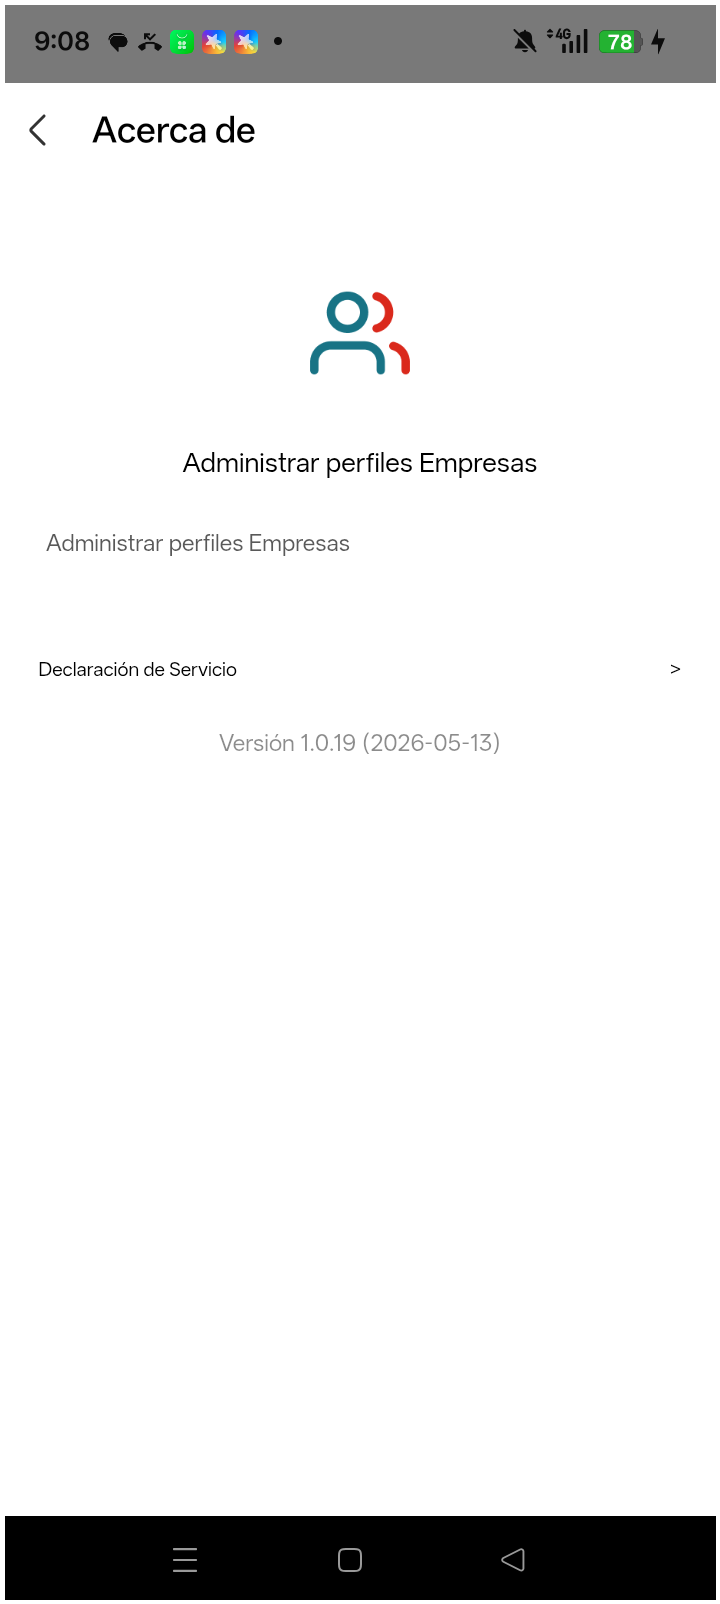 9:08 4G 78
Acerca de
Administrar perfiles Empresas
Administrar perfiles Empresas
Declaración de Servicio >
Versión 1.0.19 (2026-05-13)